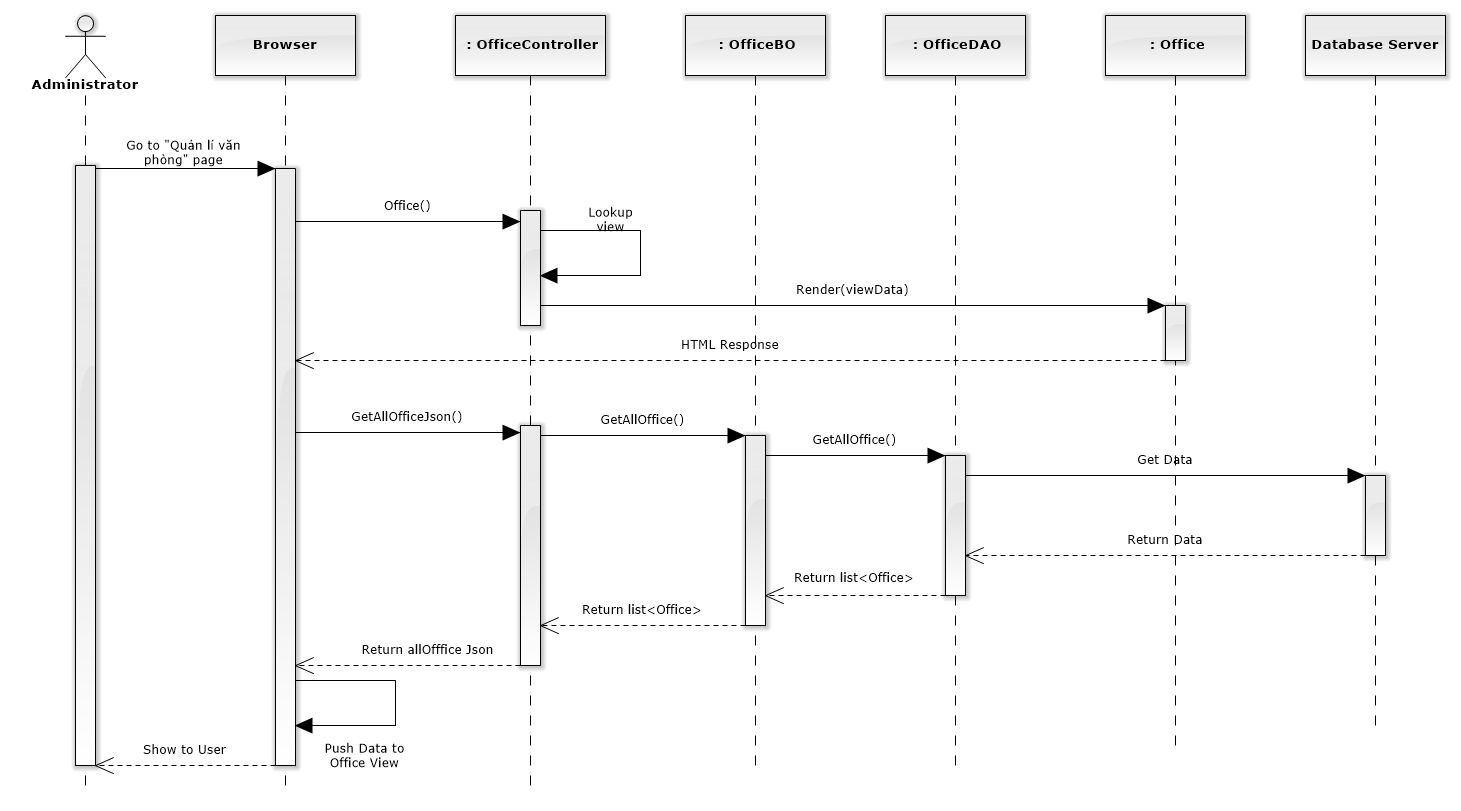 Administrator
Browser
: OfficeController
: OfficeBO
: OfficeDAO
: Office
Database Server
Go to "Quản lí văn
phòng" page
Office()
Lookup
view
Render(viewData)
HTML Response
GetAllOfficeJson()
GetAllOffice()
GetAllOffice()
Get Data
Return Data
Return list<Office>
Return list<Office>
Return allOfffice Json
Push Data to
Office View
Show to User